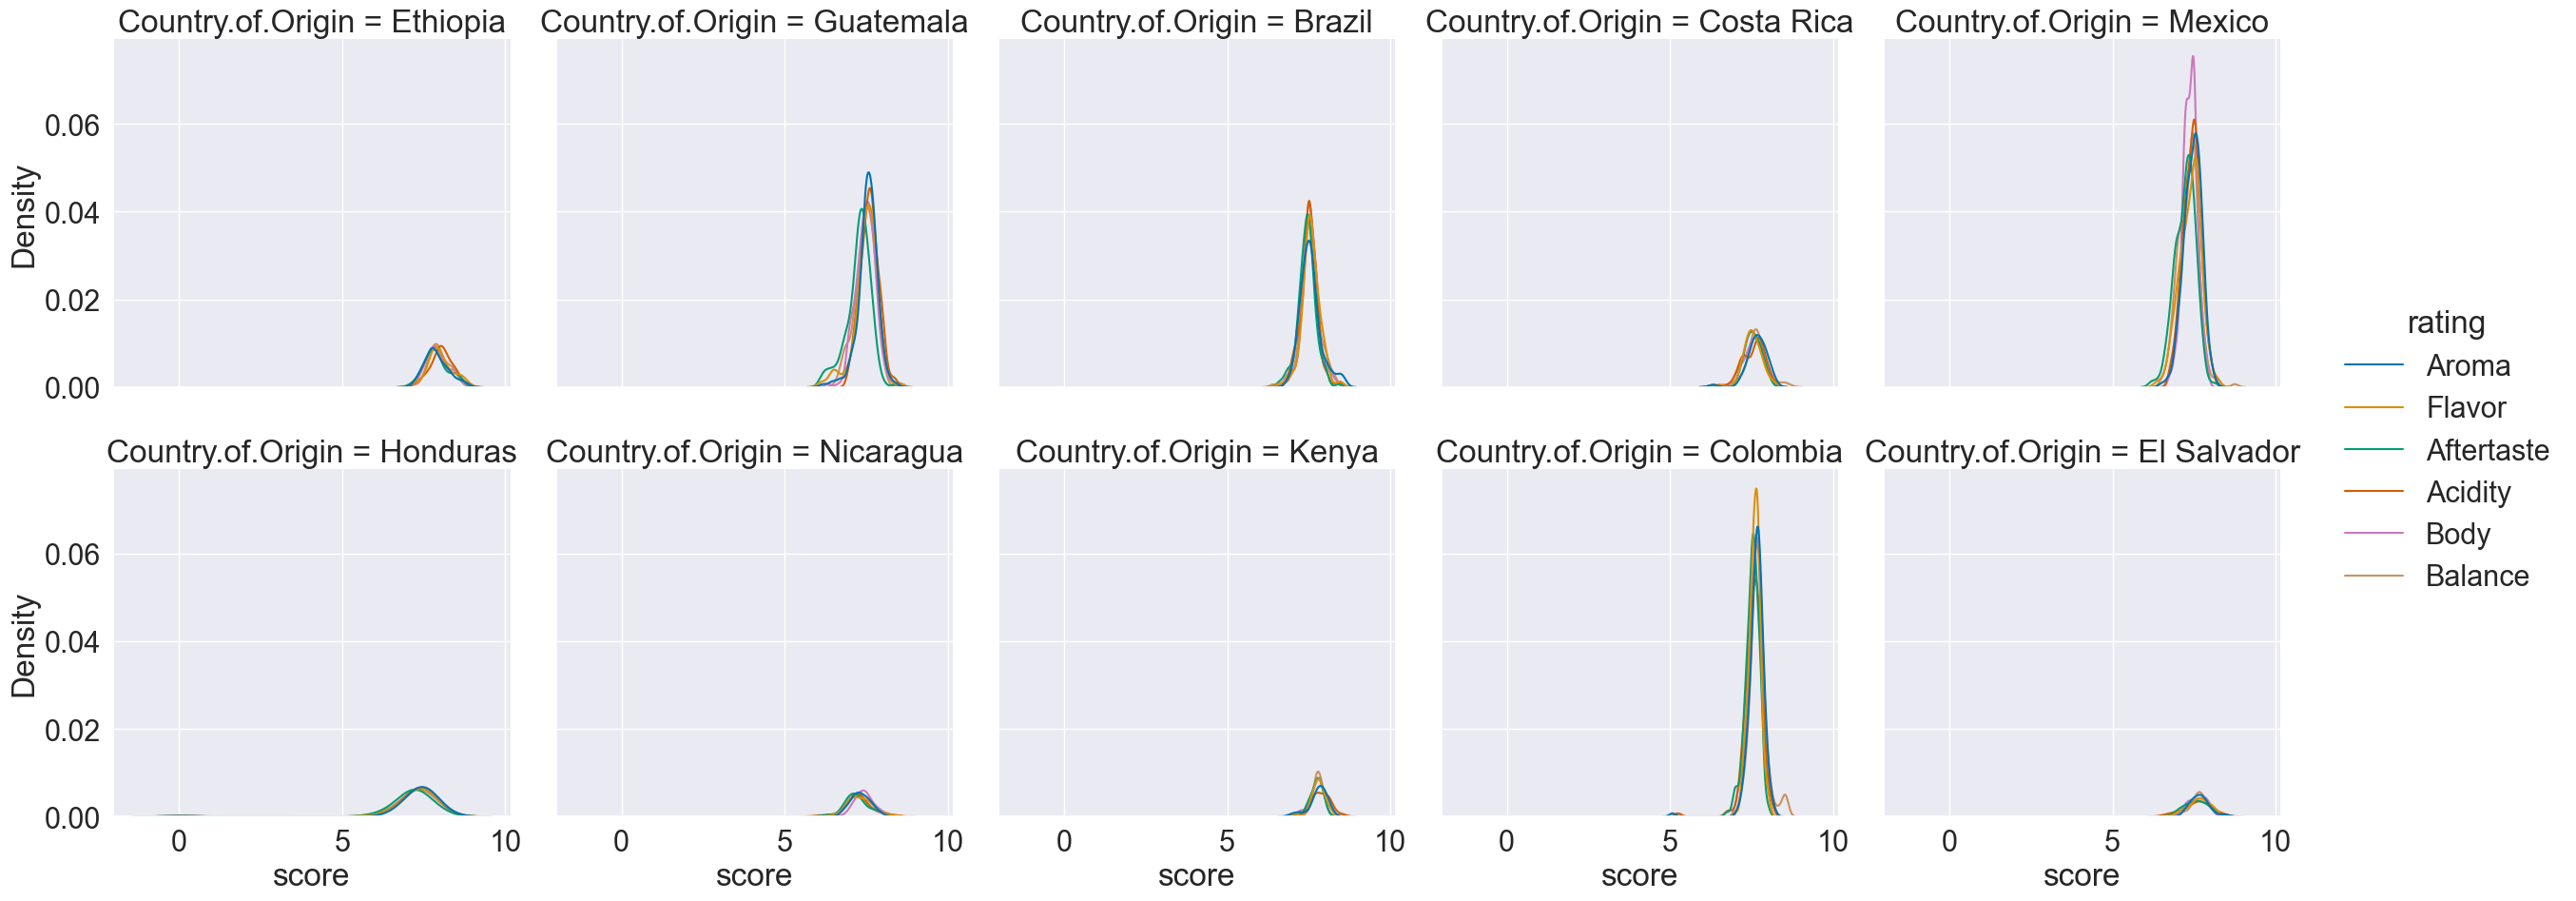 Country.of.Origin = Ethiopia
Country.of.Origin = Guatemala
Country.of.Origin = Brazil
Country.of.Origin = Costa Rica
Country.of.Origin = Mexico
Density
0.06
0.04
0.02
0.00
Country.of.Origin = Honduras
Country.of.Origin = Nicaragua
Country.of.Origin = Kenya
Country.of.Origin = Colombia
Country.of.Origin = El Salvador
Density
0.06
0.04
0.02
0.00
0 5 10
0 5 10
0 5 10
0 5 10
0 5 10
score
score
score
score
score
rating
Aroma
Flavor
Aftertaste
Acidity
Body
Balance